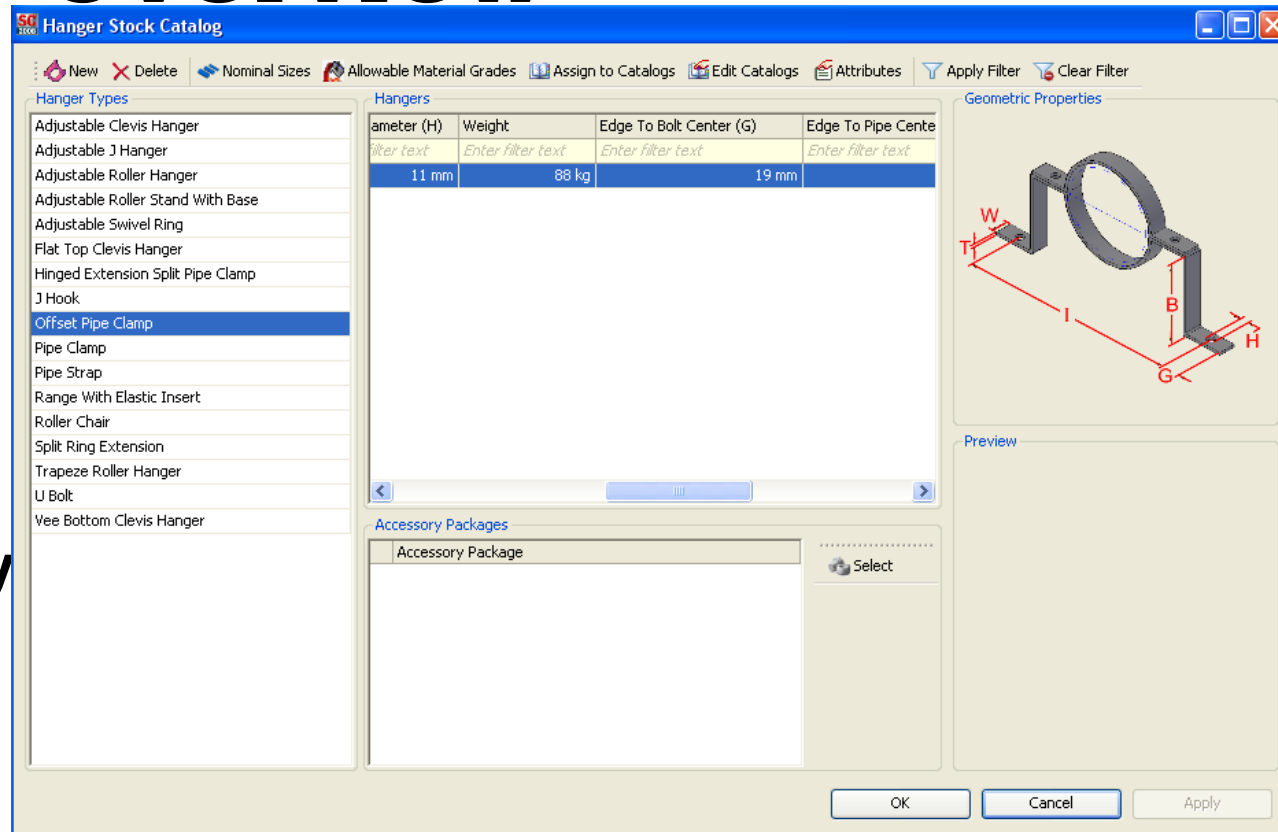 Hanger Stock Catalog
New Delete Nominal Sizes Allowable Material Grades Assign to Catalogs Edit Catalogs Attributes Apply Filter Clear Filter
Hanger Types
Adjustable Clevis Hanger
Adjustable J Hanger
Adjustable Roller Hanger
Adjustable Roller Stand With Base
Adjustable Swivel Ring
Flat Top Clevis Hanger
Hinged Extension Split Pipe Clamp
J Hook
Offset Pipe Clamp
Pipe Clamp
Pipe Strap
Range With Elastic Insert
Roller Chair
Split Ring Extension
Trapeze Roller Hanger
U Bolt
Vee Bottom Clevis Hanger
Hangers
ameter (H) Weight Edge To Bolt Center (G) Edge To Pipe Cente
filter text Enter filter text Enter filter text Enter filter text
11 mm 88 kg 19 mm
Accessory Packages
Accessory Package
Select
Geometric Properties
W
T
I
B
H
G
Preview
OK Cancel Apply